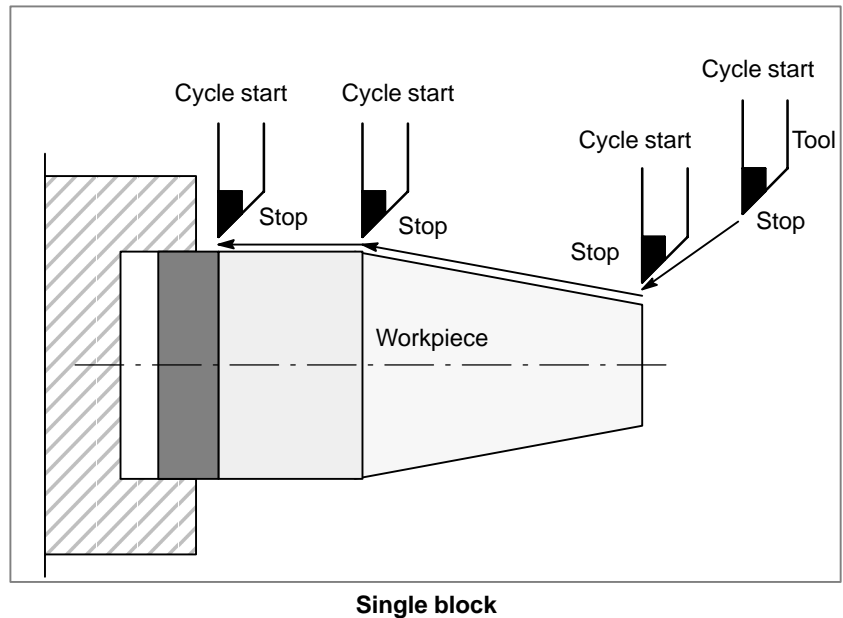 Cycle start
Cycle start
Cycle start
Cycle start
Tool
Stop
Stop
Stop
Stop
Workpiece
Single block